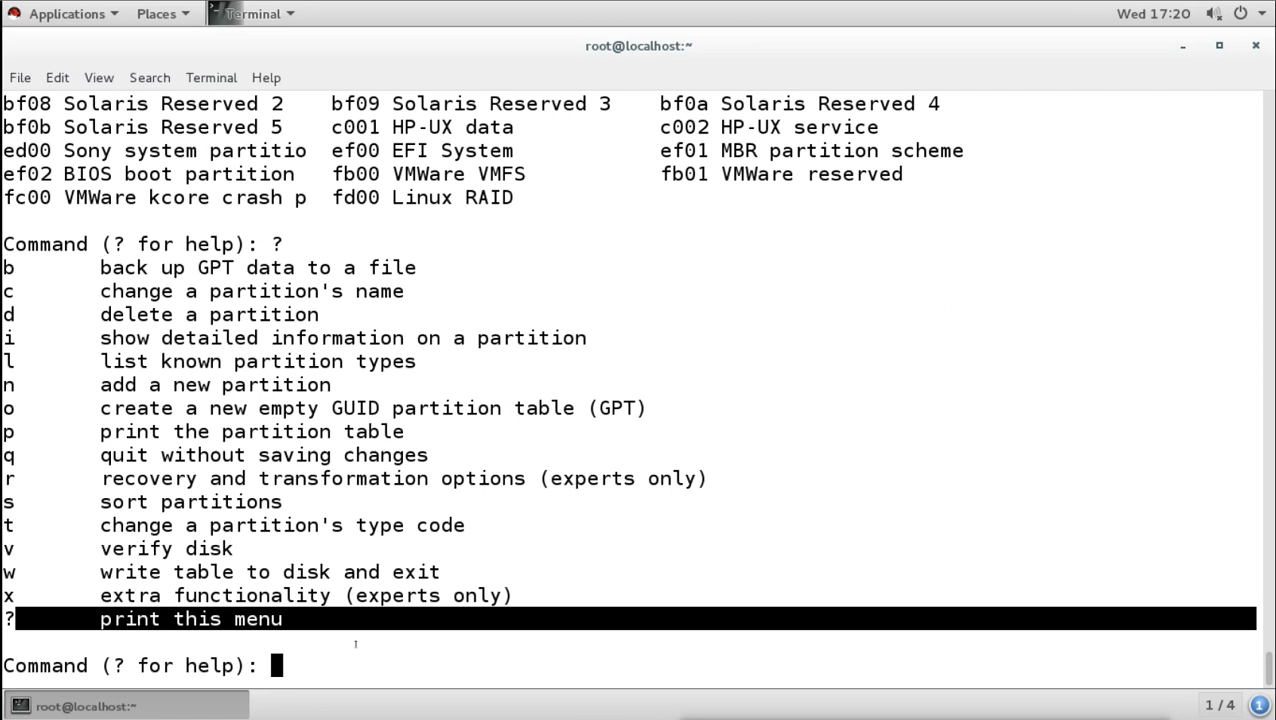 Applications Places Terminal Wed 17:20
root@localhost:~
File Edit View Search Terminal Help
bf08 Solaris Reserved 2 bf09 Solaris Reserved 3 bf0a Solaris Reserved 4
bf0b Solaris Reserved 5 c001 HP-UX data c002 HP-UX service
ed00 Sony system partitio ef00 EFI System ef01 MBR partition scheme
ef02 BIOS boot partition fb00 VMWare VMFS fb01 VMWare reserved
fc00 VMWare kcore crash p fd00 Linux RAID
Command (? for help): ?
b back up GPT data to a file
c change a partition's name
d delete a partition
i show detailed information on a partition
l list known partition types
n add a new partition
o create a new empty GUID partition table (GPT)
p print the partition table
q quit without saving changes
r recovery and transformation options (experts only)
s sort partitions
t change a partition's type code
v verify disk
w write table to disk and exit
x extra functionality (experts only)
? print this menu
Command (? for help):
root@localhost:~ 1 / 4 1